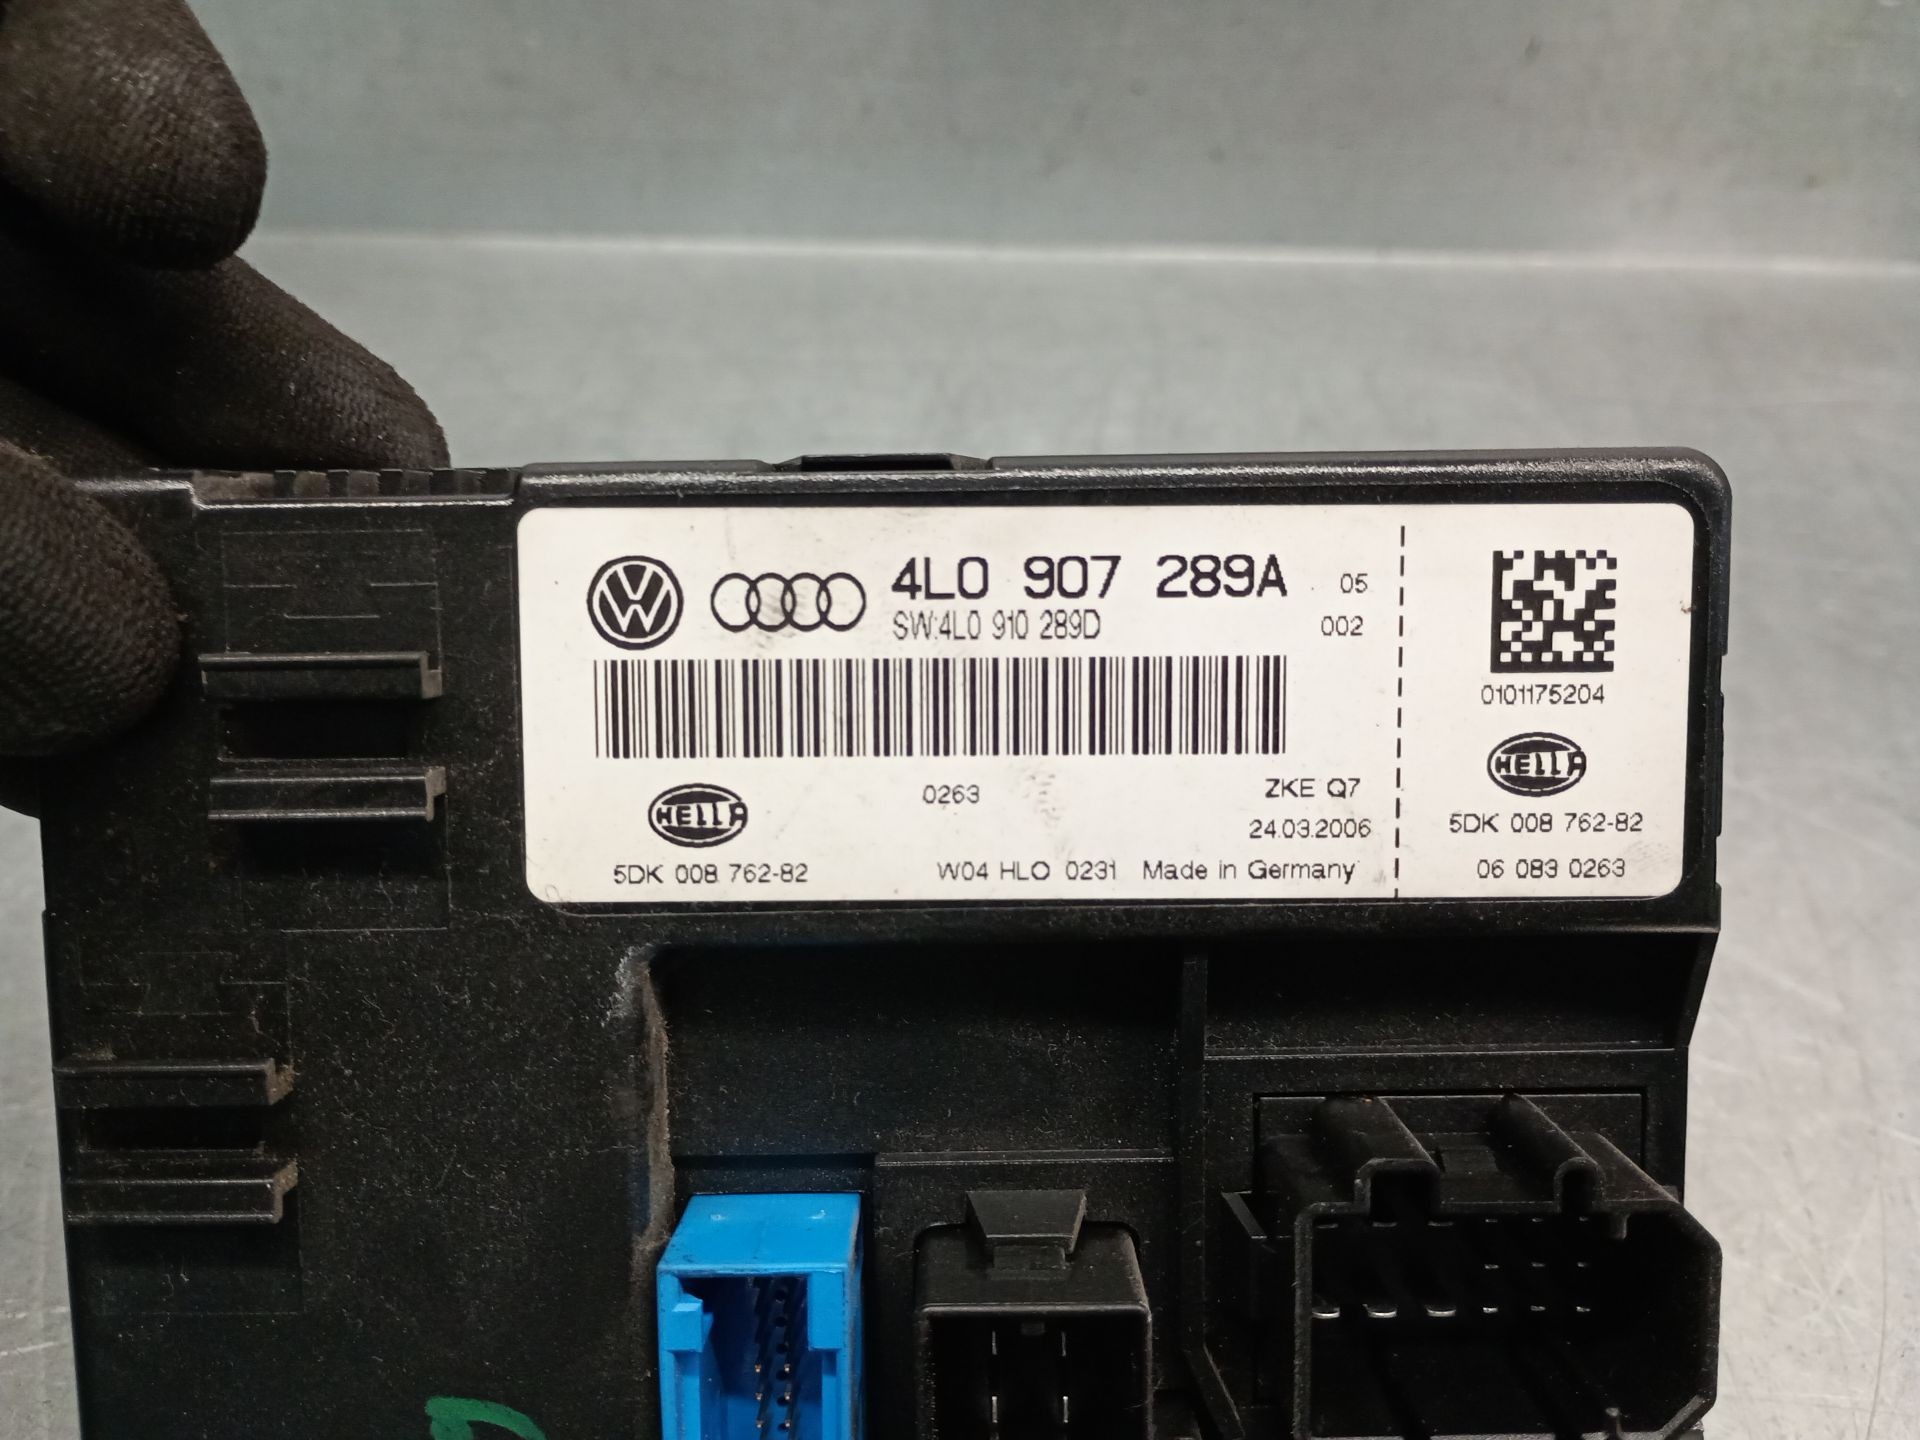 4L0 907 289A 05
SW:4L0 910 289D 002
0263
ZKE Q7
24.03.2006
HELLA
5DK 008 762-82
W04 HLO 0231 Made in Germany
0101175204
HELLA
5DK 008 762-82
06 083 0263